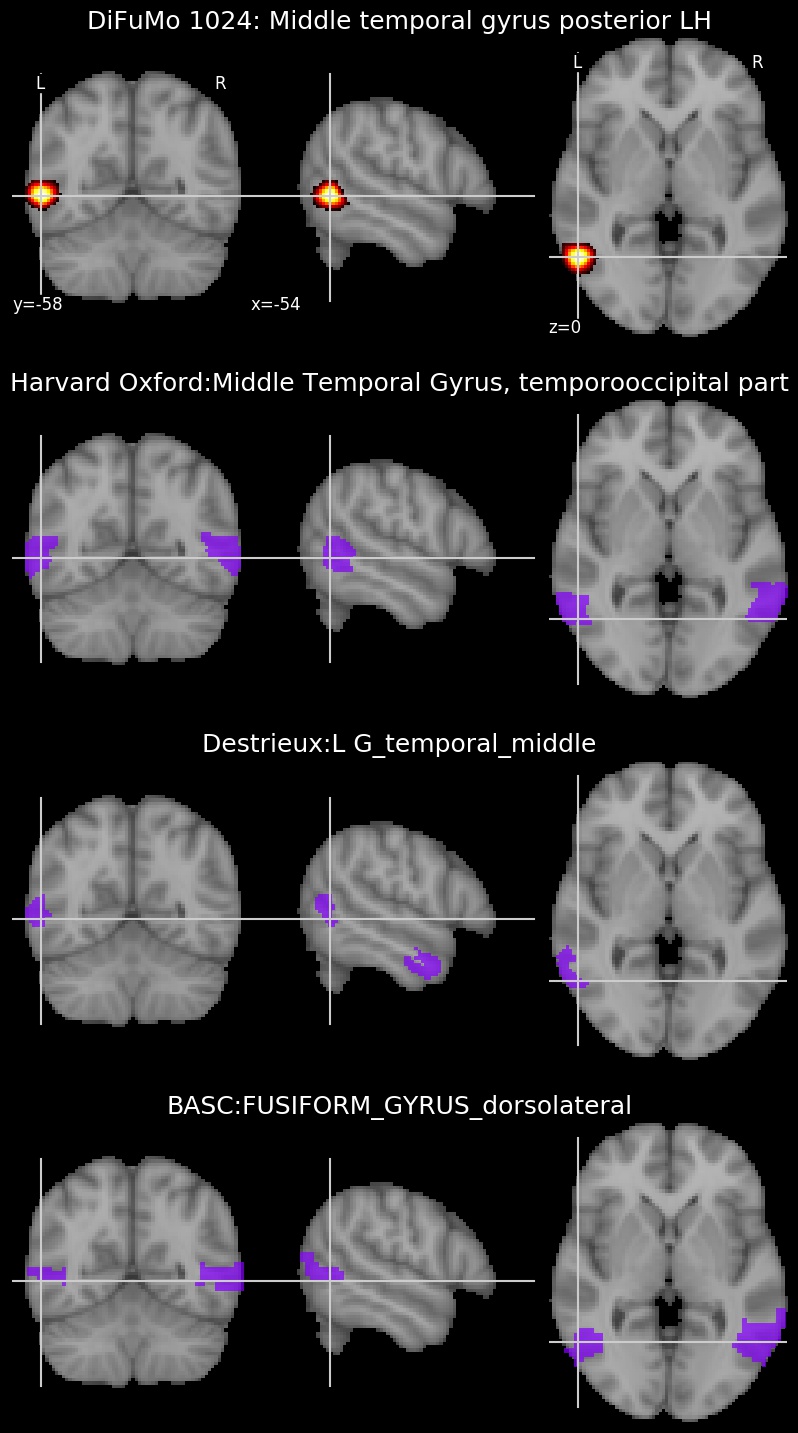 DiFuMo 1024: Middle temporal gyrus posterior LH
L R L R
y=-58 x=-54 z=0
Harvard Oxford:Middle Temporal Gyrus, temporooccipital part
Destrieux:L G_temporal_middle
BASC:FUSIFORM_GYRUS_dorsolateral